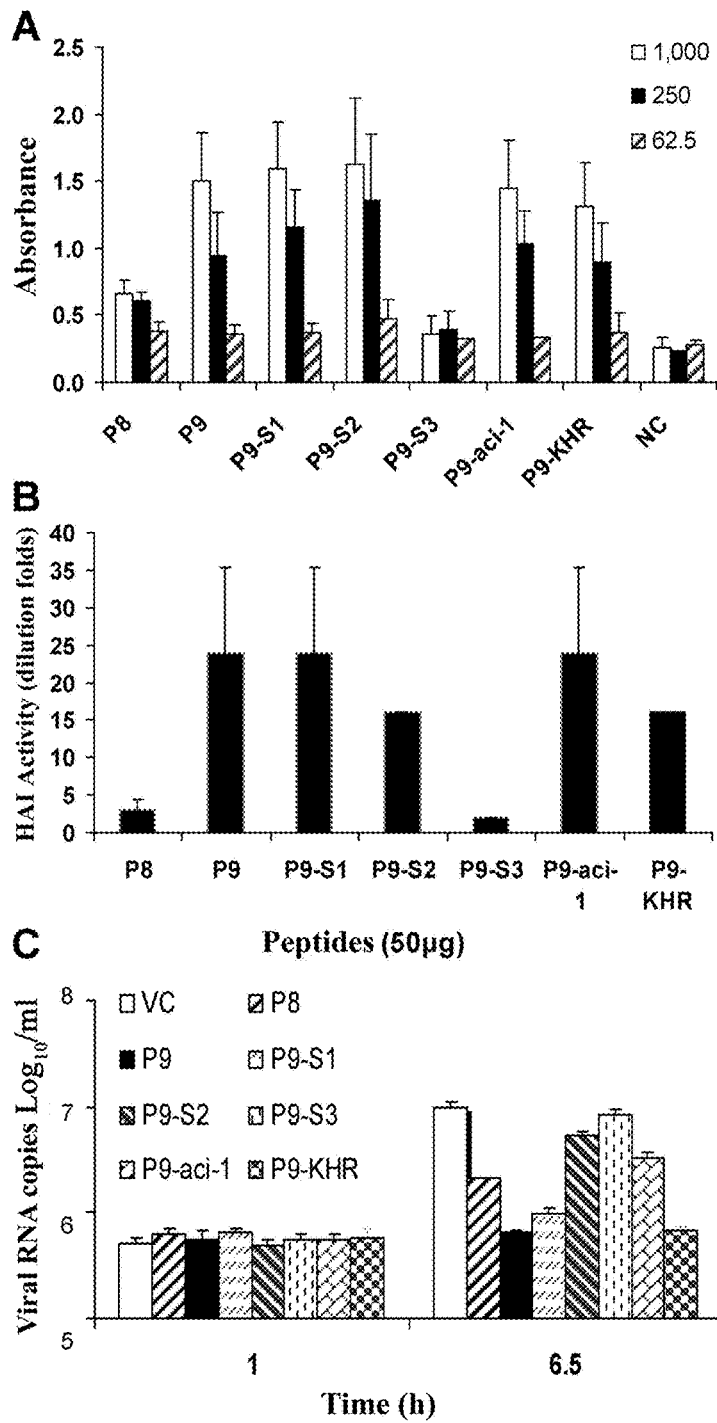 A
2.5
2.0
1.5
1.0
0.5
0.0
Absorbance
1,000
250
62.5
P8
P9
P9-S1
P9-S2
P9-S3
P9-aci-1
P9-KHR
NC
B
40
35
30
25
20
15
10
5
0
HAI Activity (dilution folds)
P8
P9
P9-S1
P9-S2
P9-S3
P9-aci-
1
P9-
KHR
Peptides (50µg)
C
8
7
6
5
Viral RNA copies Log10/ml
VC
P8
P9
P9-S1
P9-S2
P9-S3
P9-aci-1
P9-KHR
1
6.5
Time (h)